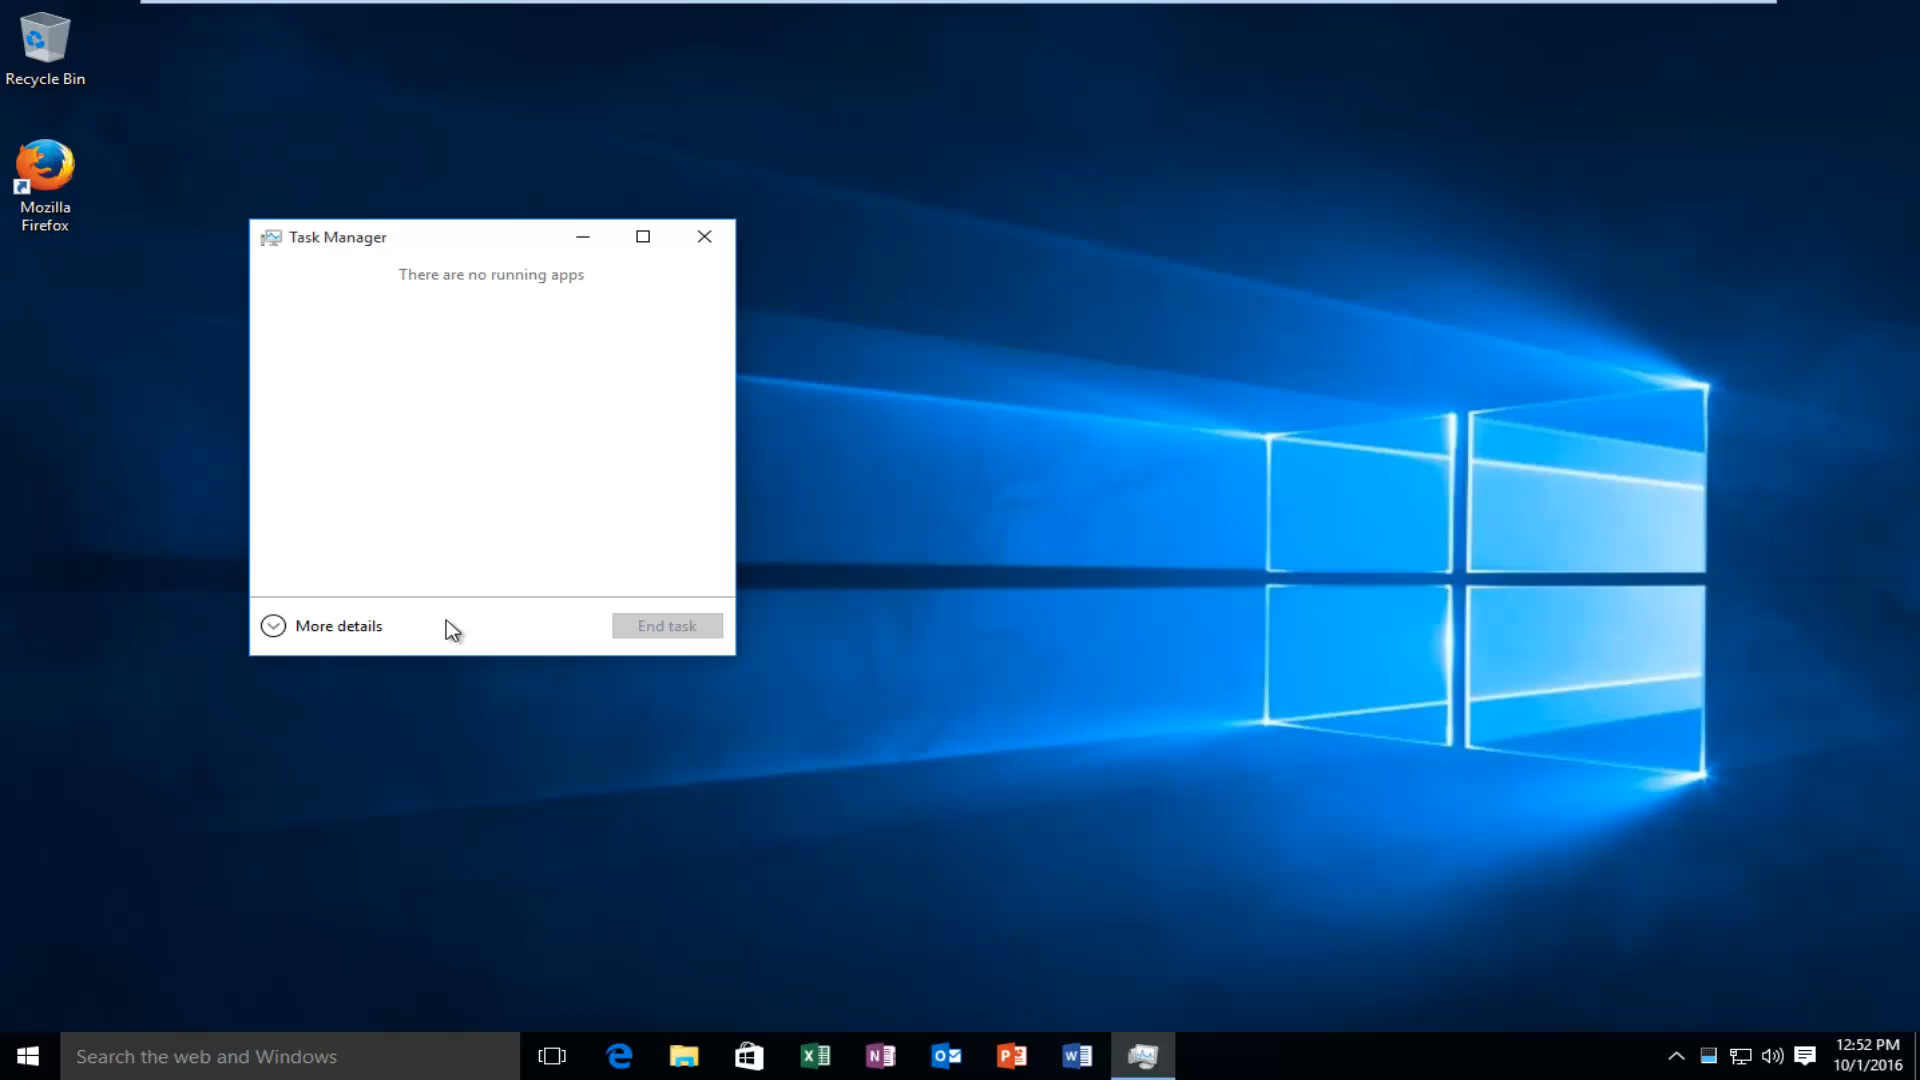 Recycle Bin
Mozilla
Firefox
Task Manager
There are no running apps
More details
End task
Search the web and Windows
12:52 PM
10/1/2016